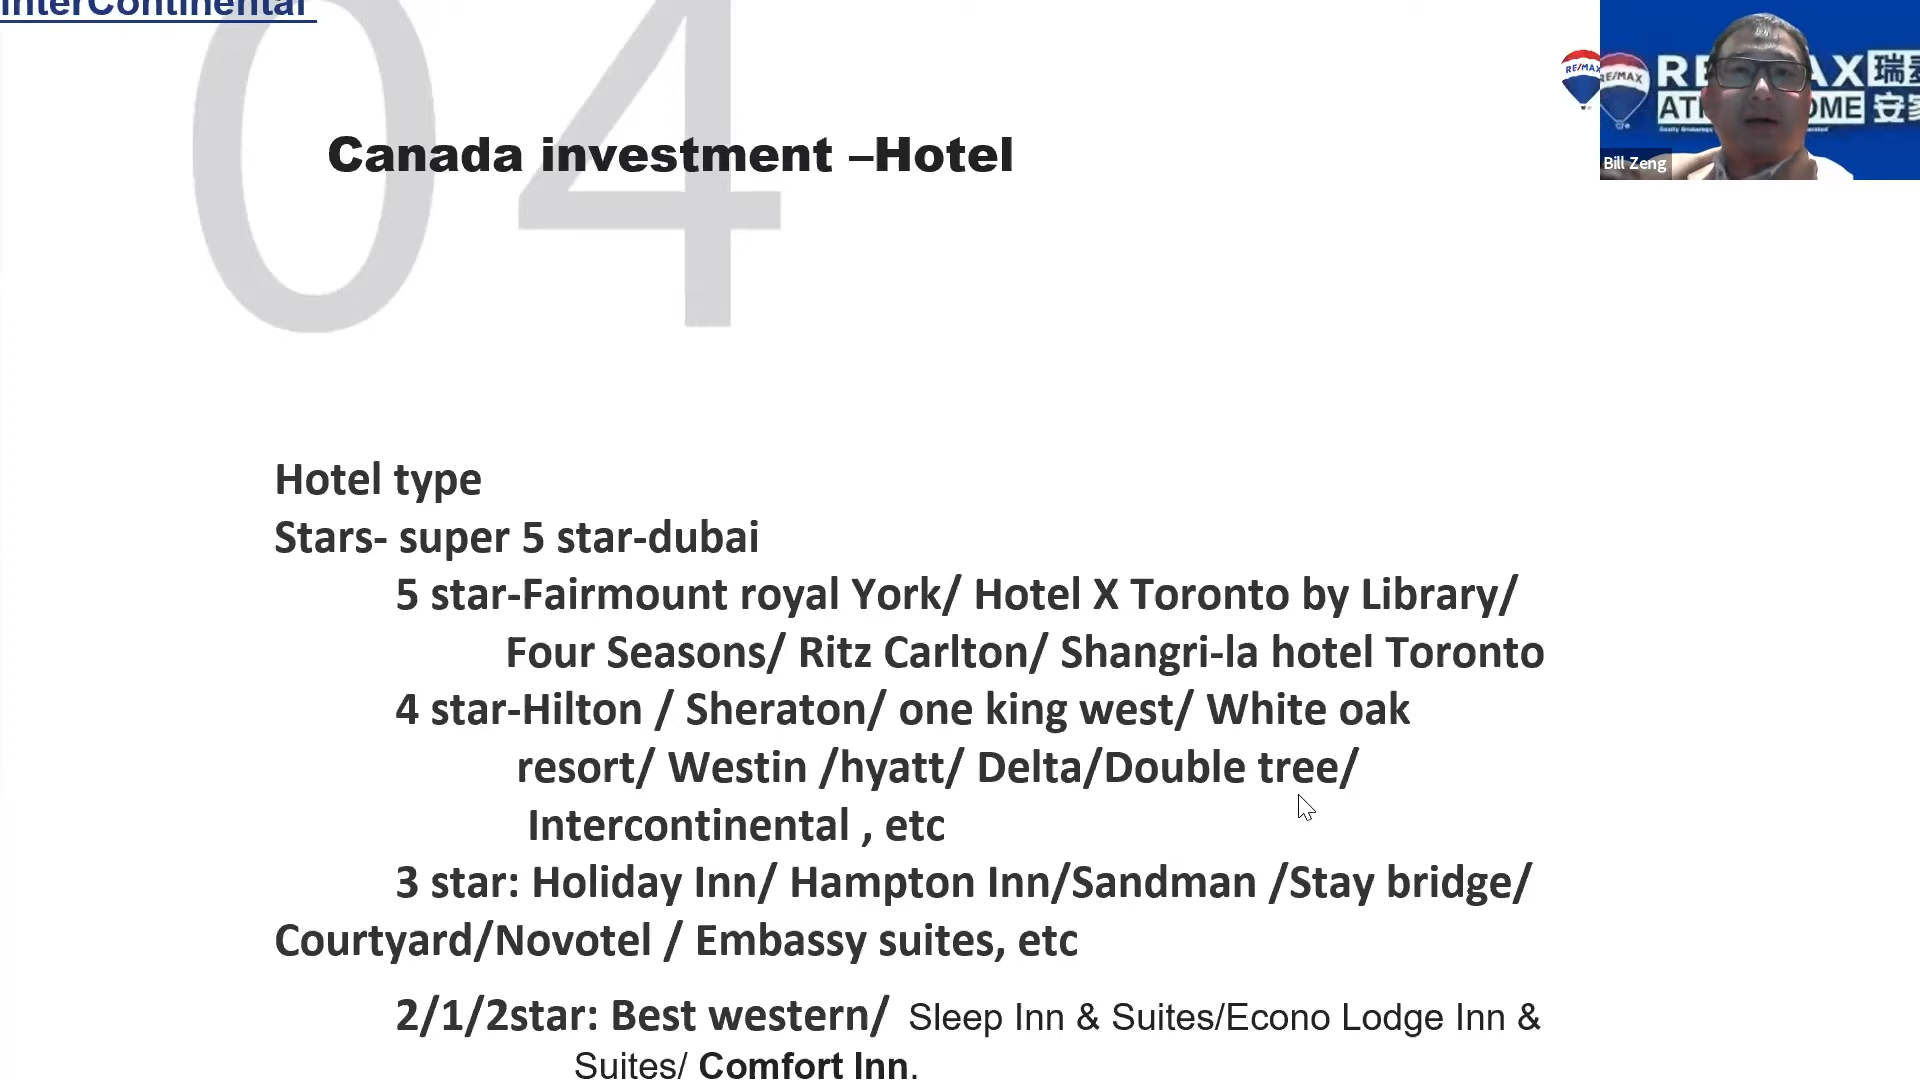 InterContinental
04
Canada investment –Hotel
RE/MAX
RE/MAX
Bill Zeng
Hotel type
Stars- super 5 star-dubai
5 star-Fairmount royal York/ Hotel X Toronto by Library/
Four Seasons/ Ritz Carlton/ Shangri-la hotel Toronto
4 star-Hilton / Sheraton/ one king west/ White oak
resort/ Westin /hyatt/ Delta/Double tree/
Intercontinental , etc
3 star: Holiday Inn/ Hampton Inn/Sandman /Stay bridge/
Courtyard/Novotel / Embassy suites, etc
2/1/2star: Best western/ Sleep Inn & Suites/Econo Lodge Inn &
Suites/ Comfort Inn.